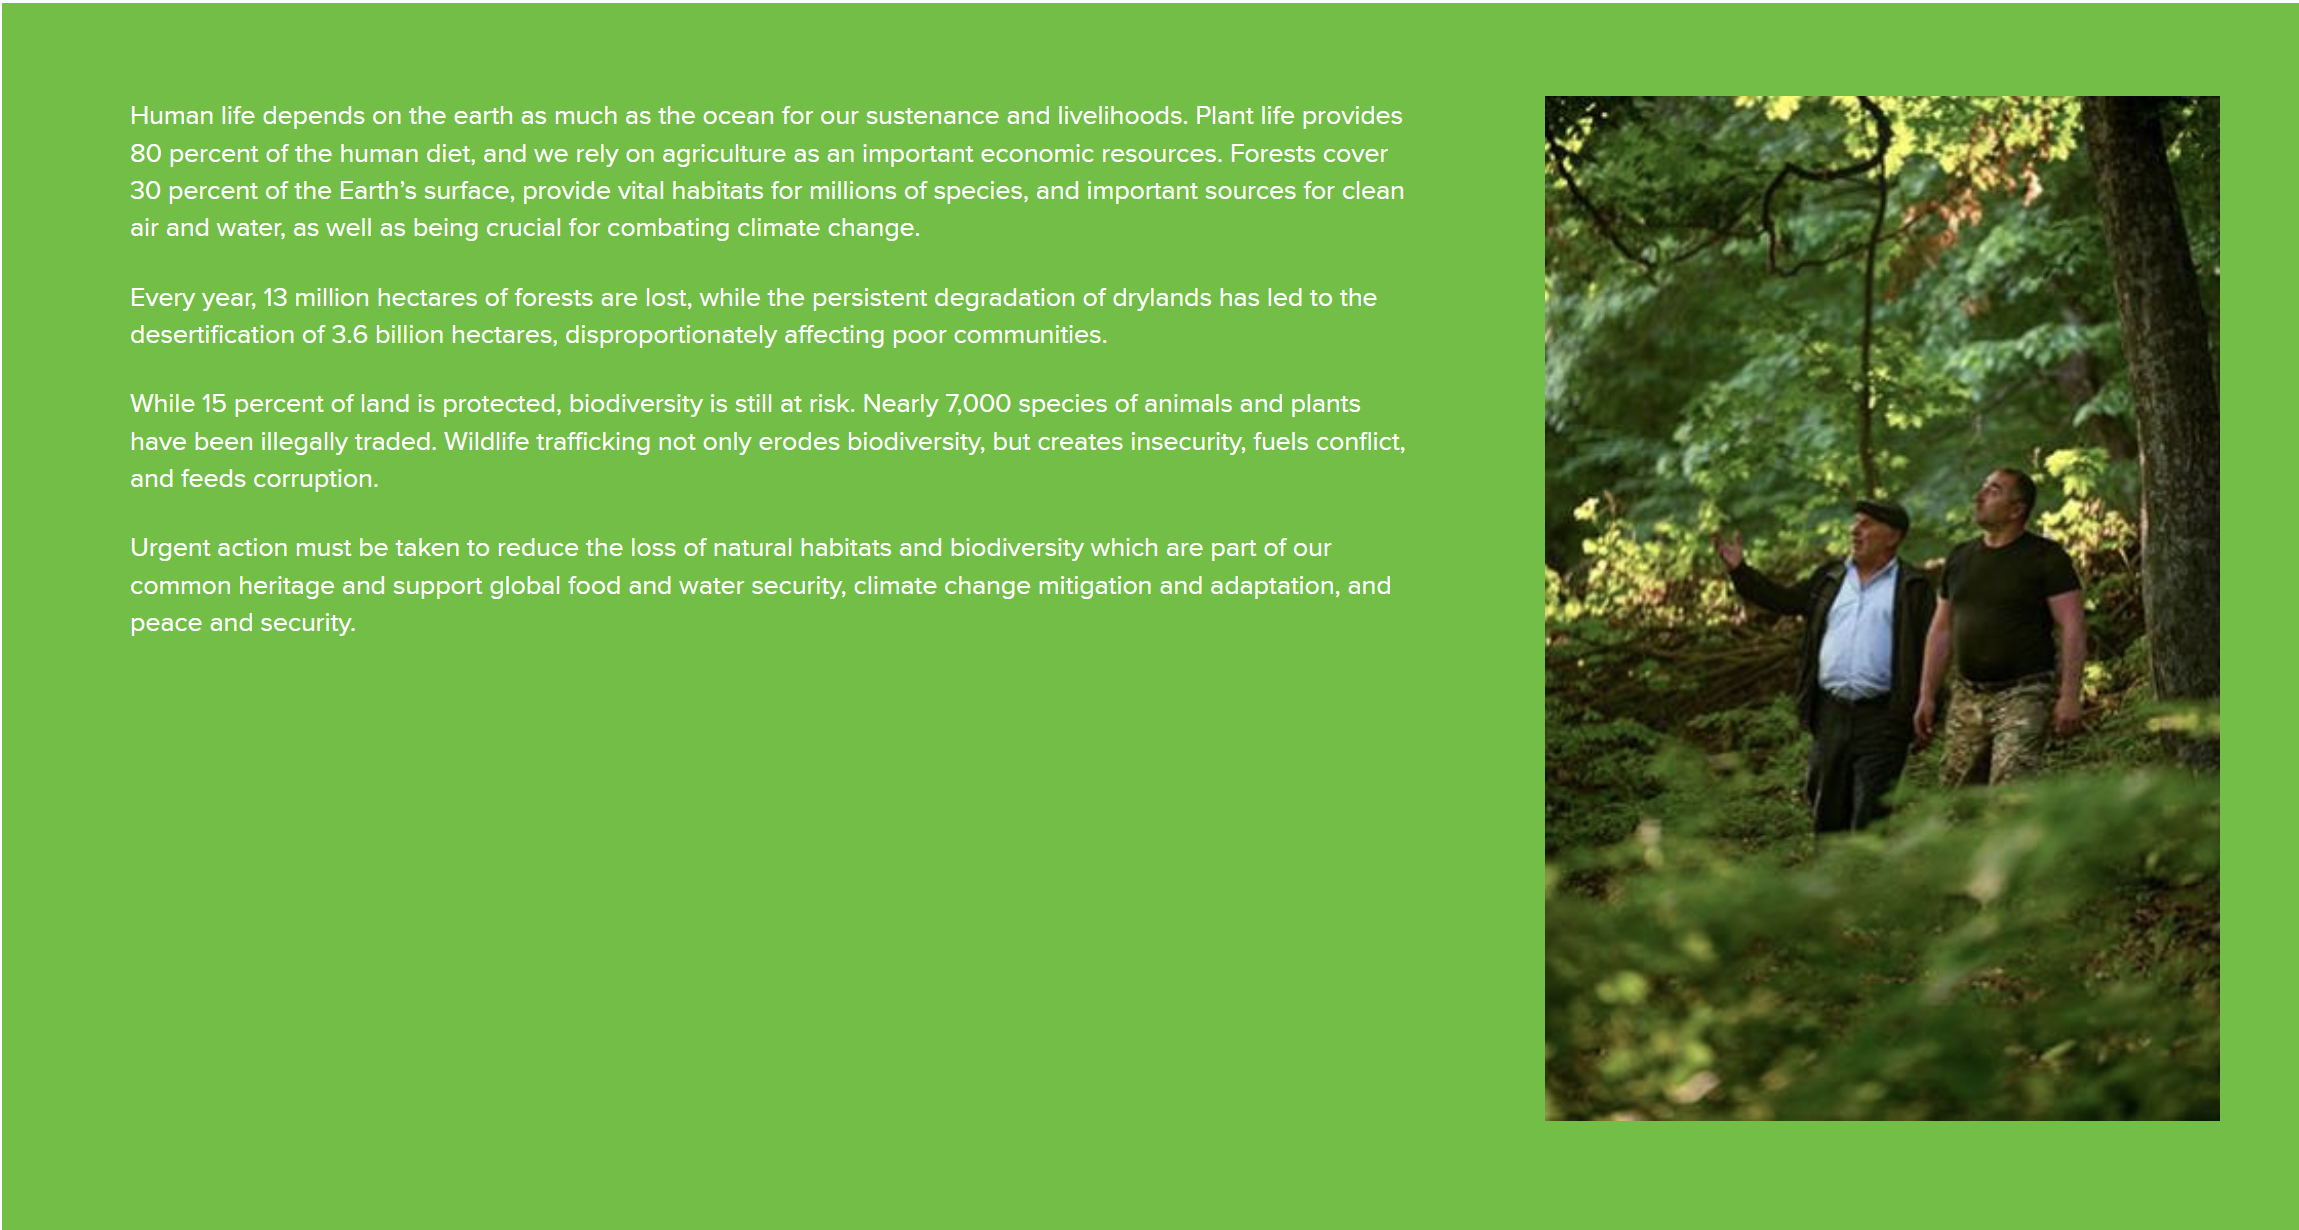 Human life depends on the earth as much as the ocean for our sustenance and livelihoods. Plant life provides
80 percent of the human diet, and we rely on agriculture as an important economic resources. Forests cover
30 percent of the Earth’s surface, provide vital habitats for millions of species, and important sources for clean
air and water, as well as being crucial for combating climate change.
Every year, 13 million hectares of forests are lost, while the persistent degradation of drylands has led to the
desertification of 3.6 billion hectares, disproportionately affecting poor communities.
While 15 percent of land is protected, biodiversity is still at risk. Nearly 7,000 species of animals and plants
have been illegally traded. Wildlife trafficking not only erodes biodiversity, but creates insecurity, fuels conflict,
and feeds corruption.
Urgent action must be taken to reduce the loss of natural habitats and biodiversity which are part of our
common heritage and support global food and water security, climate change mitigation and adaptation, and
peace and security.